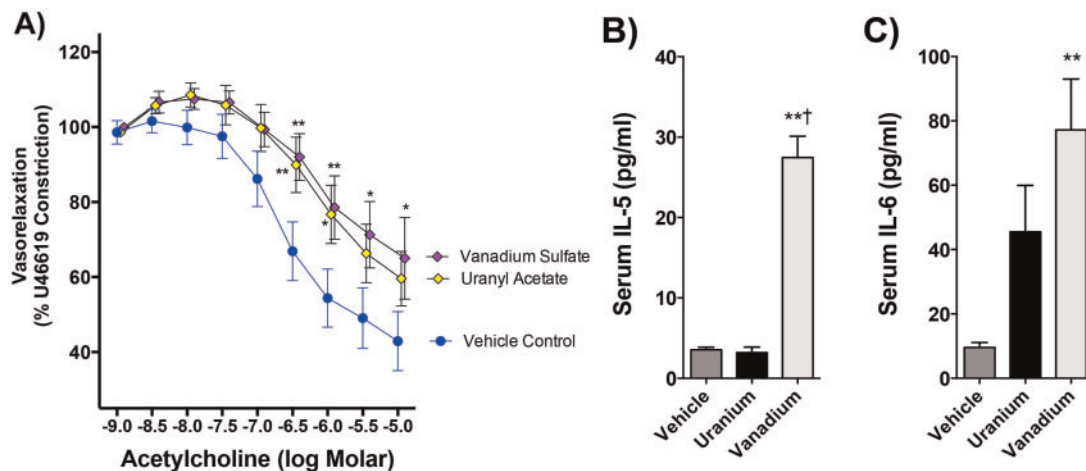 A)
Vasorelaxation
(% U46619 Constriction)
120
100
80
60
40
**
**
**
*
*
*
Vanadium Sulfate
Uranyl Acetate
Vehicle Control
-9.0 -8.5 -8.0 -7.5 -7.0 -6.5 -6.0 -5.5 -5.0
Acetylcholine (log Molar)
B)
Serum IL-5 (pg/ml)
40
30
20
10
0
**†
Vehicle
Uranium
Vanadium
C)
Serum IL-6 (pg/ml)
100
80
60
40
20
0
**
Vehicle
Uranium
Vanadium